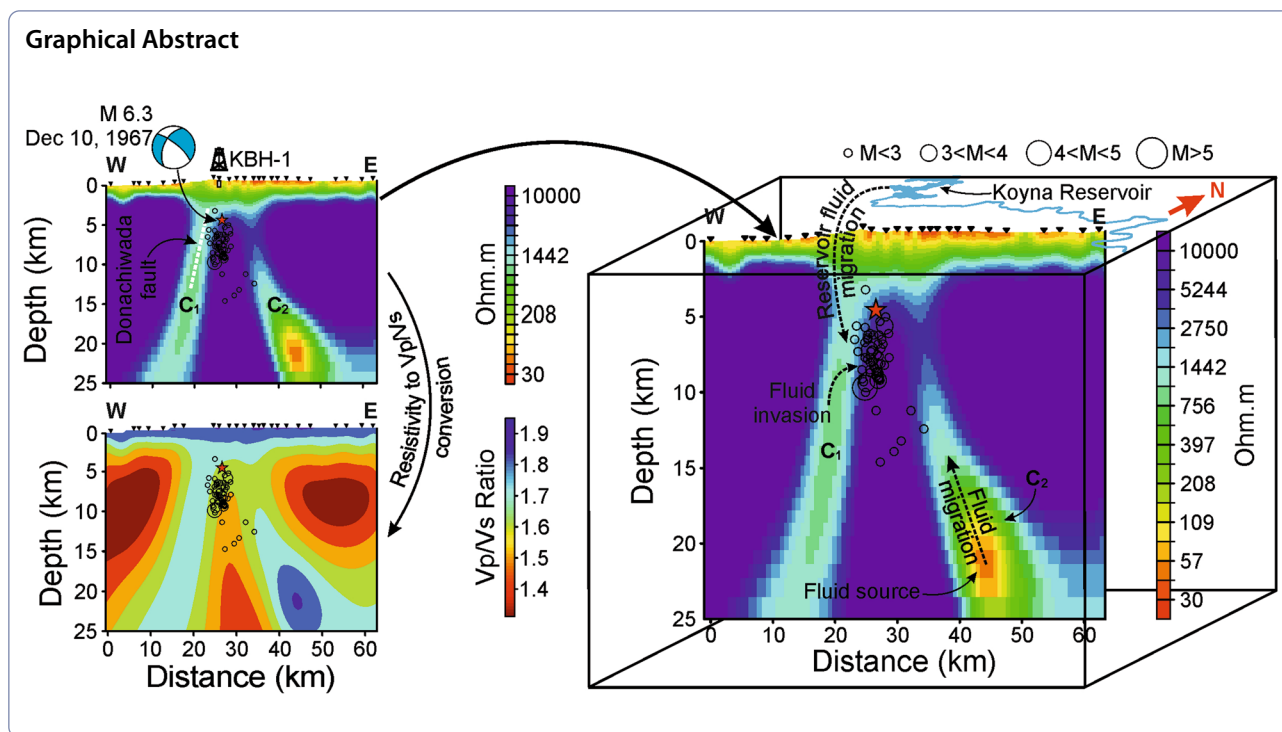 Graphical Abstract
M 6.3
Dec 10, 1967
KBH-1
W
E
0
5
10
15
20
25
Depth (km)
Donachiwada
fault
C1
C2
10000
1442
208
30
Ohm.m
Resistivity to Vp/Vs
conversion
W
E
0
5
10
15
20
25
Depth (km)
0 10 20 30 40 50 60
Distance (km)
1.9
1.8
1.7
1.6
1.5
1.4
Vp/Vs Ratio
M<3 3<M<4 4<M<5 M>5
Koyna Reservoir
N
W
E
Reservoir fluid
migration
0
5
10
15
20
25
Depth (km)
Fluid
invasion
C1
C2
Fluid
migration
Fluid source
0 10 20 30 40 50 60
Distance (km)
10000
5244
2750
1442
756
397
208
109
57
30
Ohm.m